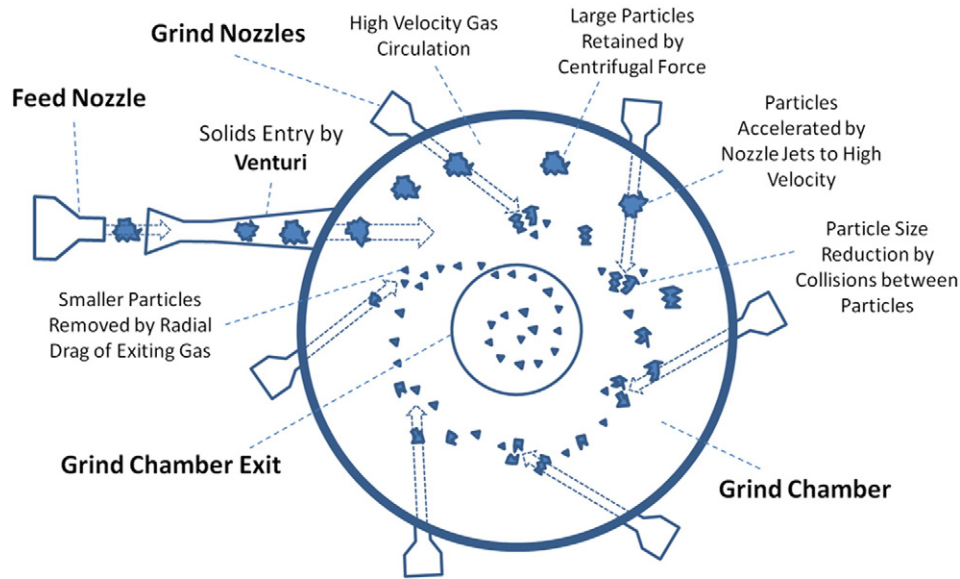 Grind Nozzles
High Velocity Gas
Circulation
Large Particles
Retained by
Centrifugal Force
Feed Nozzle
Solids Entry by
Venturi
Particles
Accelerated by
Nozzle Jets to High
Velocity
Particle Size
Reduction by
Collisions between
Particles
Smaller Particles
Removed by Radial
Drag of Exiting Gas
Grind Chamber Exit
Grind Chamber